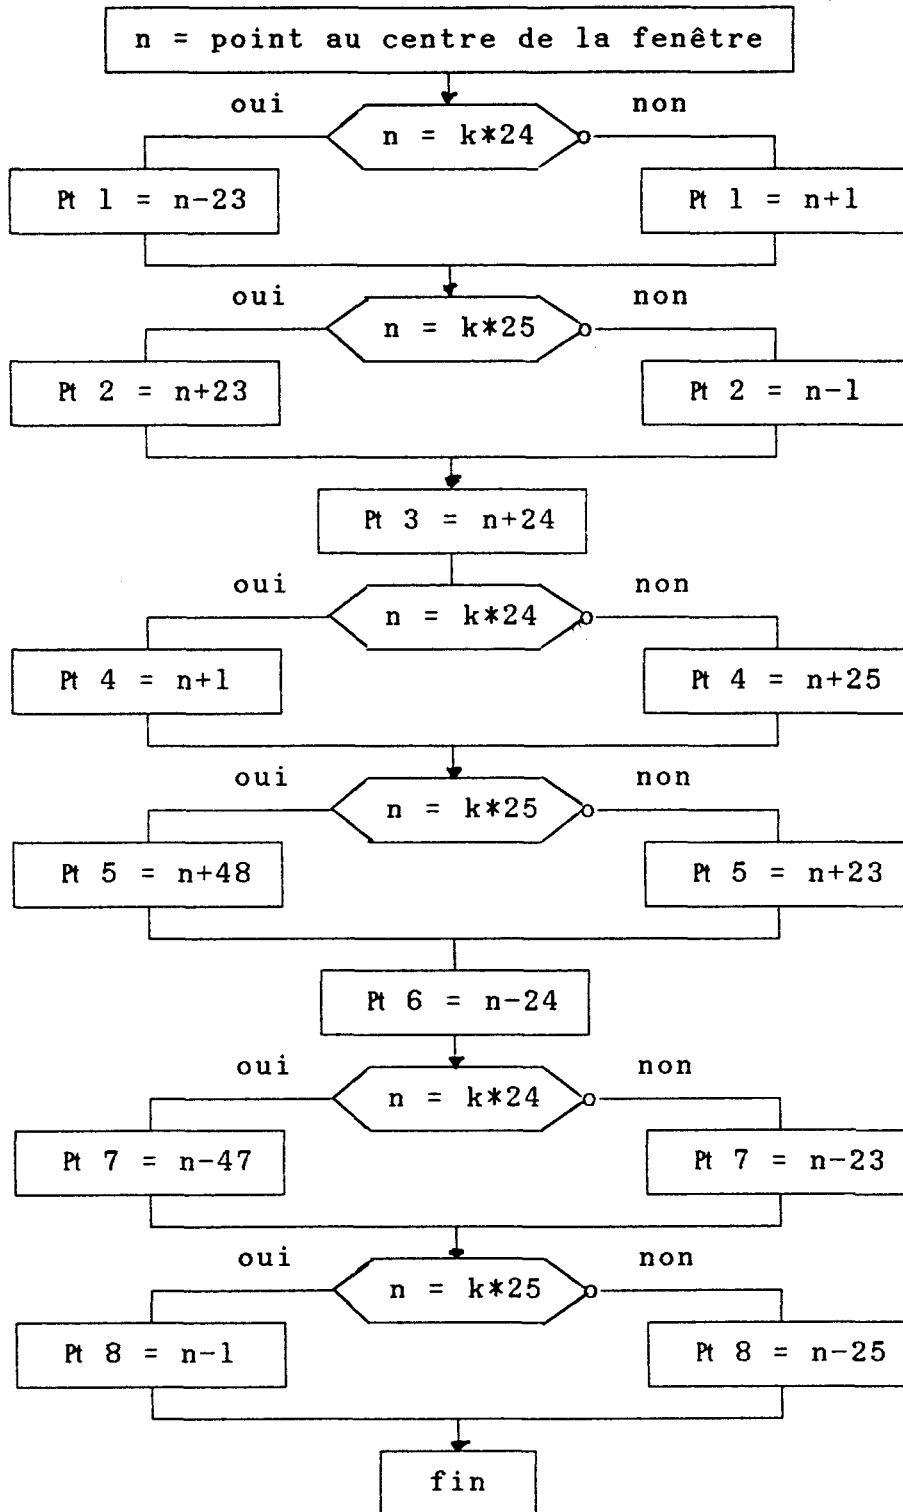 n = point au centre de la fenêtre
oui non
n = k*24
Pt 1 = n-23 Pt 1 = n+1
oui non
n = k*25
Pt 2 = n+23 Pt 2 = n-1
Pt 3 = n+24
oui non
n = k*24
Pt 4 = n+1 Pt 4 = n+25
oui non
n = k*25
Pt 5 = n+48 Pt 5 = n+23
Pt 6 = n-24
oui non
n = k*24
Pt 7 = n-47 Pt 7 = n-23
oui non
n = k*25
Pt 8 = n-1 Pt 8 = n-25
fin